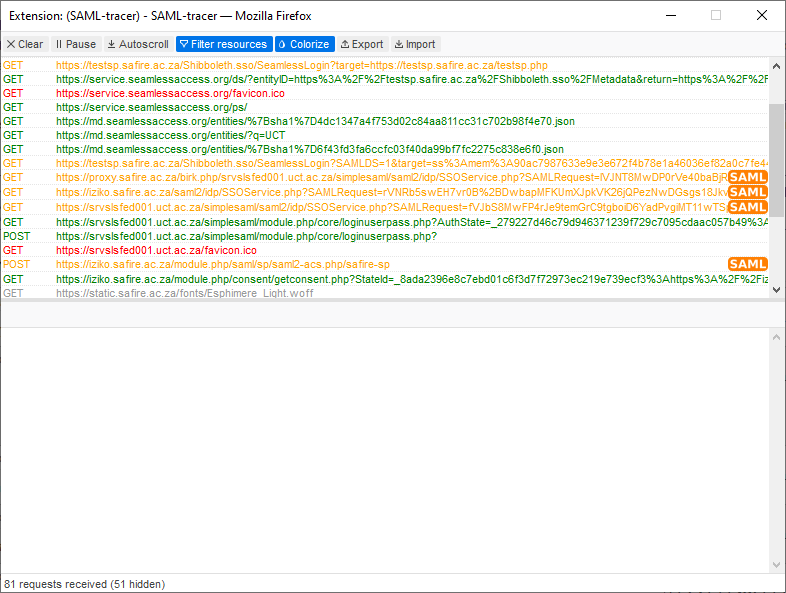 Extension: (SAML-tracer) - SAML-tracer — Mozilla Firefox
Clear Pause Autoscroll Filter resources Colorize Export Import
GET https://testsp.safire.ac.za/Shibboleth.sso/SeamlessLogin?target=https://testsp.safire.ac.za/testsp.php
GET https://service.seamlessaccess.org/ds/?entityID=https%3A%2F%2Ftestsp.safire.ac.za%2FShibboleth.sso%2FMetadata&return=https%3A%2F%2F
GET https://service.seamlessaccess.org/favicon.ico
GET https://service.seamlessaccess.org/ps/
GET https://md.seamlessaccess.org/entities/%7Bsha1%7D4dc1347a4f753d02c84aa811cc31c702b98f4e70.json
GET https://md.seamlessaccess.org/entities/?q=UCT
GET https://md.seamlessaccess.org/entities/%7Bsha1%7D6f43fd3fa6ccfc03f40da99bf7fc2275c838e6f0.json
GET https://testsp.safire.ac.za/Shibboleth.sso/SeamlessLogin?SAMLDS=1&target=ss%3Amem%3A90ac7987633e9e3e672f4b78e1a46036ef82a0c7fe44
GET https://proxy.safire.ac.za/birk.php/srvslsfed001.uct.ac.za/simplesaml/saml2/idp/SSOService.php?SAMLRequest=fVJNT8MwDP0rVe40baBjR SAML
GET https://iziko.safire.ac.za/saml2/idp/SSOService.php?SAMLRequest=rVNRb5swEH7vr0B%2BDwbapMFKUmXJpkVVK26jQPezNwDGsgs18Jkv SAML
GET https://srvslsfed001.uct.ac.za/simplesaml/saml2/idp/SSOService.php?SAMLRequest=fVJbS8MwFP4rJe9temGrC9tgboiD6YadPvgiMT11wTSp SAML
GET https://srvslsfed001.uct.ac.za/simplesaml/module.php/core/loginuserpass.php?AuthState=_279227d46c79d946371239f729c7095cdaac057b49%3A
POST https://srvslsfed001.uct.ac.za/simplesaml/module.php/core/loginuserpass.php?
GET https://srvslsfed001.uct.ac.za/favicon.ico
POST https://iziko.safire.ac.za/module.php/saml/sp/saml2-acs.php/safire-sp SAML
GET https://iziko.safire.ac.za/module.php/consent/getconsent.php?StateId=_8ada2396e8c7ebd01c6f3d7f72973ec219e739ecf3%3Ahttps%3A%2F%2Fiz
GET https://static.safire.ac.za/fonts/Esphimere_Light.woff
81 requests received (51 hidden)